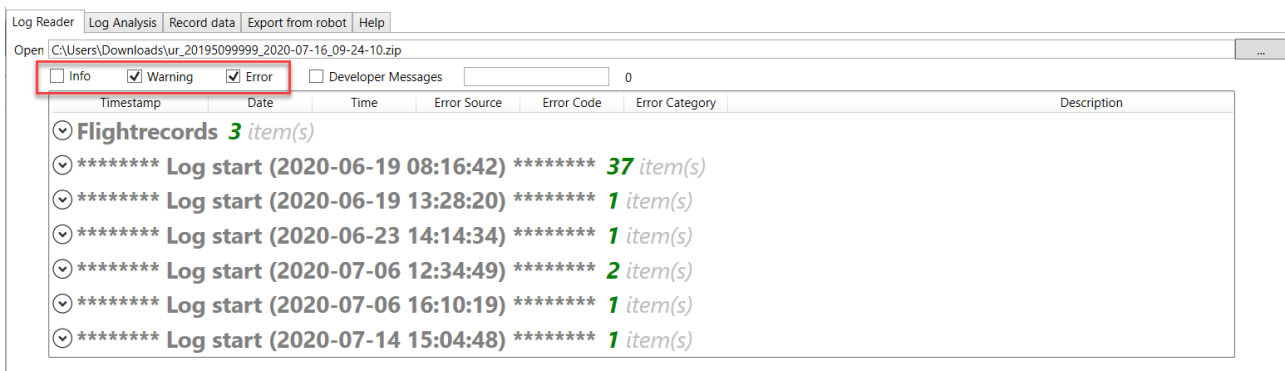 Log Reader Log Analysis Record data Export from robot Help
Open C:\Users\Downloads\ur_20195099999_2020-07-16_09-24-10.zip ...
Info Warning Error Developer Messages 0
Timestamp Date Time Error Source Error Code Error Category Description
Flightrecords 3 item(s)
******** Log start (2020-06-19 08:16:42) ******** 37 item(s)
******** Log start (2020-06-19 13:28:20) ******** 1 item(s)
******** Log start (2020-06-23 14:14:34) ******** 1 item(s)
******** Log start (2020-07-06 12:34:49) ******** 2 item(s)
******** Log start (2020-07-06 16:10:19) ******** 1 item(s)
******** Log start (2020-07-14 15:04:48) ******** 1 item(s)